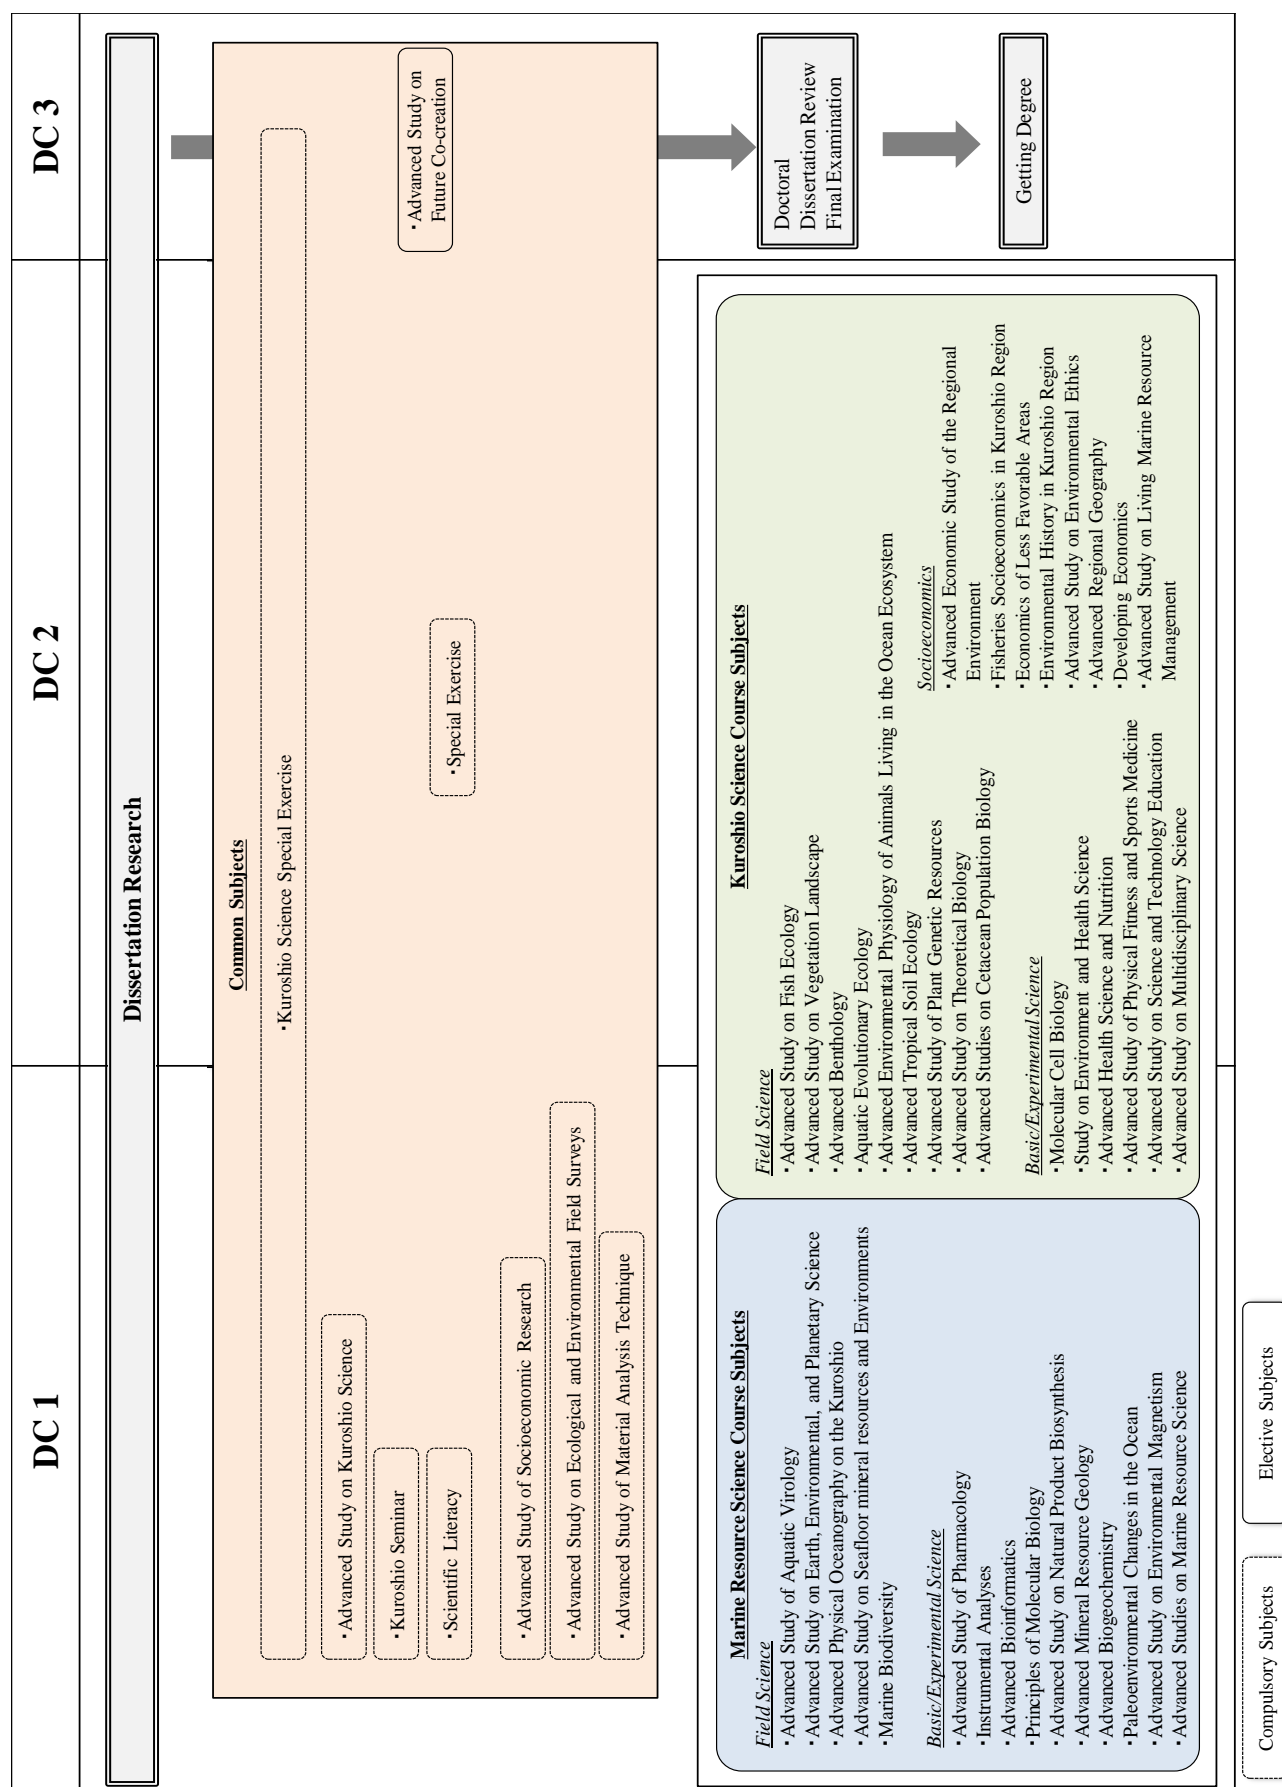 DC 1
DC 2
DC 3
Dissertation Research
Common Subjects
・Kuroshio Science Special Exercise
・Advanced Study on Kuroshio Science
・Kuroshio Seminar
・Scientific Literacy
・Special Exercise
・Advanced Study on
Future Co-creation
・Advanced Study of Socioeconomic Research
・Advanced Study on Ecological and Environmental Field Surveys
・Advanced Study of Material Analysis Technique
Marine Resource Science Course Subjects
Field Science
・Advanced Study of Aquatic Virology
・Advanced Study on Earth, Environmental, and Planetary Science
・Advanced Physical Oceanography on the Kuroshio
・Advanced Study on Seafloor mineral resources and Environments
・Marine Biodiversity
Basic/Experimental Science
・Advanced Study of Pharmacology
・Instrumental Analyses
・Advanced Bioinformatics
・Principles of Molecular Biology
・Advanced Study on Natural Product Biosynthesis
・Advanced Mineral Resource Geology
・Advanced Biogeochemistry
・Paleoenvironmental Changes in the Ocean
・Advanced Study on Environmental Magnetism
・Advanced Studies on Marine Resource Science
Kuroshio Science Course Subjects
Field Science
・Advanced Study on Fish Ecology
・Advanced Study on Vegetation Landscape
・Advanced Benthology
・Aquatic Evolutionary Ecology
・Advanced Environmental Physiology of Animals Living in the Ocean Ecosystem
・Advanced Tropical Soil Ecology
・Advanced Study of Plant Genetic Resources
・Advanced Study on Theoretical Biology
・Advanced Studies on Cetacean Population Biology
Basic/Experimental Science
・Molecular Cell Biology
・Study on Environment and Health Science
・Advanced Health Science and Nutrition
・Advanced Study of Physical Fitness and Sports Medicine
・Advanced Study on Science and Technology Education
・Advanced Study on Multidisciplinary Science
Socioeconomics
・Advanced Economic Study of the Regional
Environment
・Fisheries Socioeconomics in Kuroshio Region
・Economics of Less Favorable Areas
・Environmental History in Kuroshio Region
・Advanced Study on Environmental Ethics
・Advanced Regional Geography
・Developing Economics
・Advanced Study on Living Marine Resource
Management
Doctoral
Dissertation Review
Final Examination
Getting Degree
Compulsory Subjects
Elective Subjects